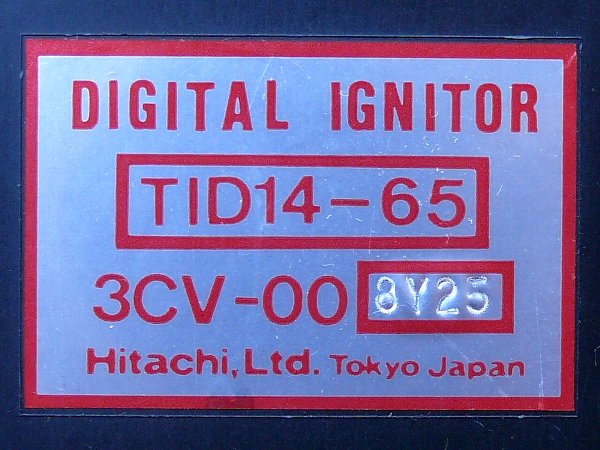 DIGITAL IGNITOR
TID14-65
3CV-00 8Y25
Hitachi, Ltd. Tokyo Japan